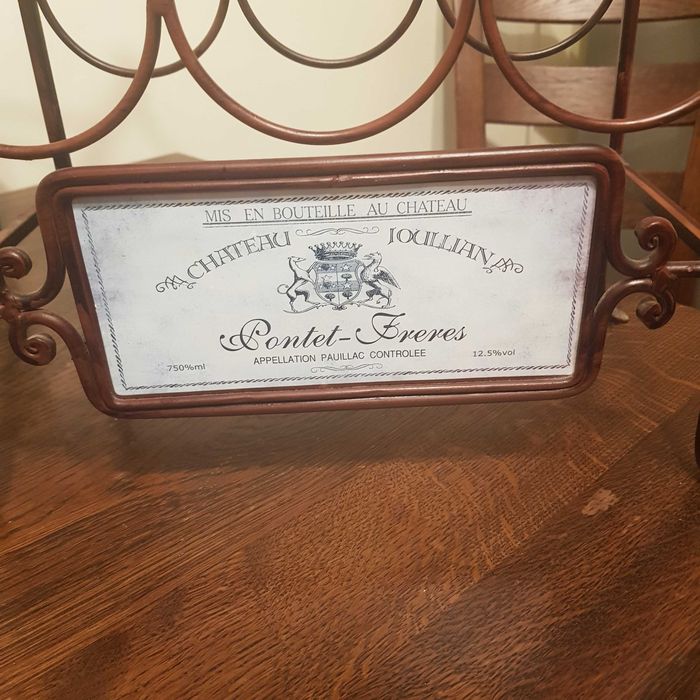 MIS EN BOUTEILLE AU CHATEAU
CHATEAU JOULLIAN
Pontet-Freres
APPELLATION PAUILLAC CONTROLEE
750%ml 12.5%vol